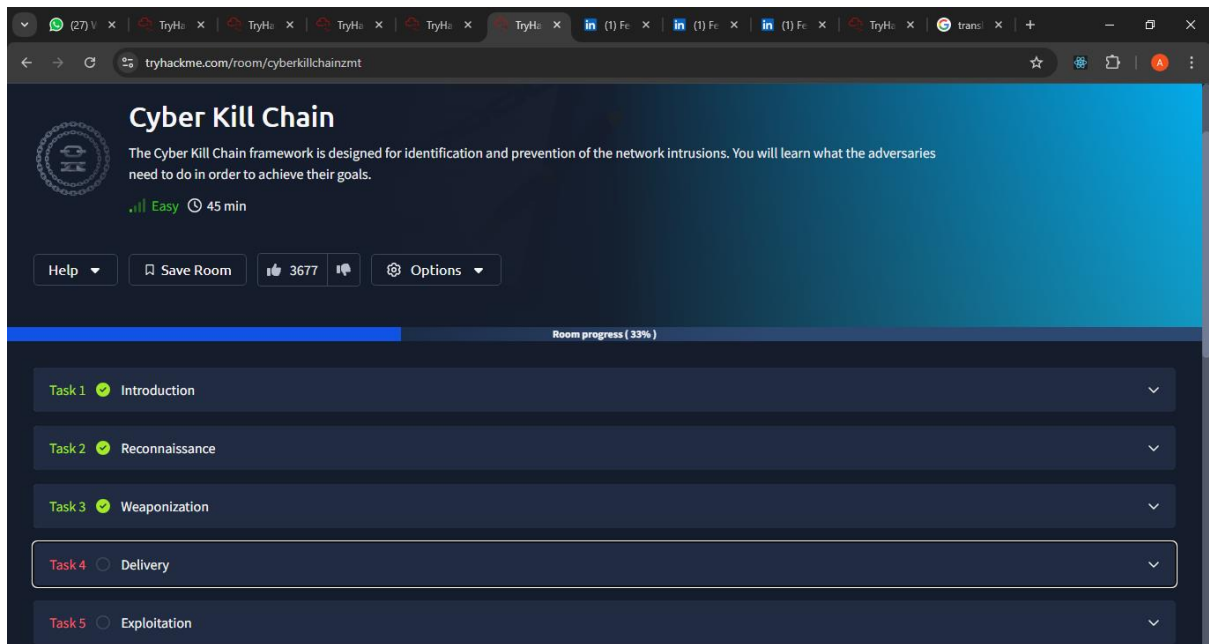 (27) V TryHa TryHa TryHa TryHa TryHa in (1) Fe in (1) Fe in (1) Fe TryHa trans
tryhackme.com/room/cyberkillchainzmt A
Cyber Kill Chain
The Cyber Kill Chain framework is designed for identification and prevention of the network intrusions. You will learn what the adversaries
need to do in order to achieve their goals.
Easy 45 min
Help Save Room 3677 Options
Room progress ( 33% )
Task 1 Introduction
Task 2 Reconnaissance
Task 3 Weaponization
Task 4 Delivery
Task 5 Exploitation